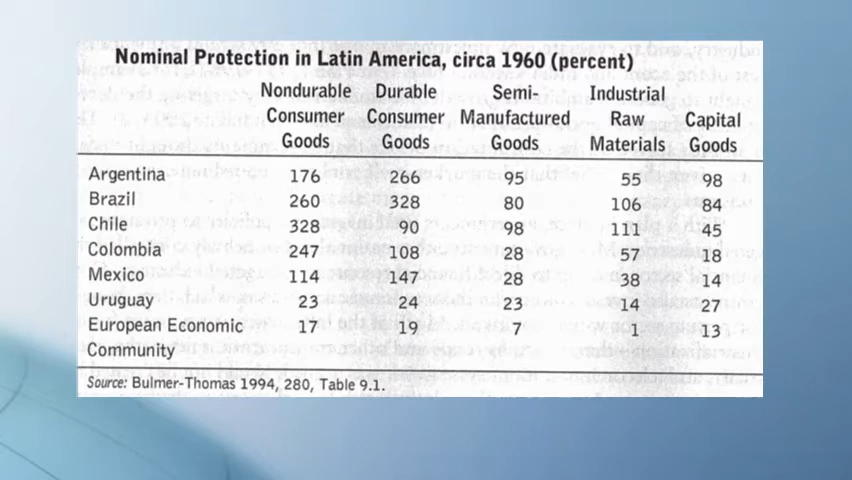 Nominal Protection in Latin America, circa 1960 (percent)
Nondurable Durable Semi- Industrial
Consumer Consumer Manufactured Raw Capital
Goods Goods Goods Materials Goods
Argentina 176 266 95 55 98
Brazil 260 328 80 106 84
Chile 328 90 98 111 45
Colombia 247 108 28 57 18
Mexico 114 147 28 38 14
Uruguay 23 24 23 14 27
European Economic 17 19 7 1 13
Community
Source: Bulmer-Thomas 1994, 280, Table 9.1.